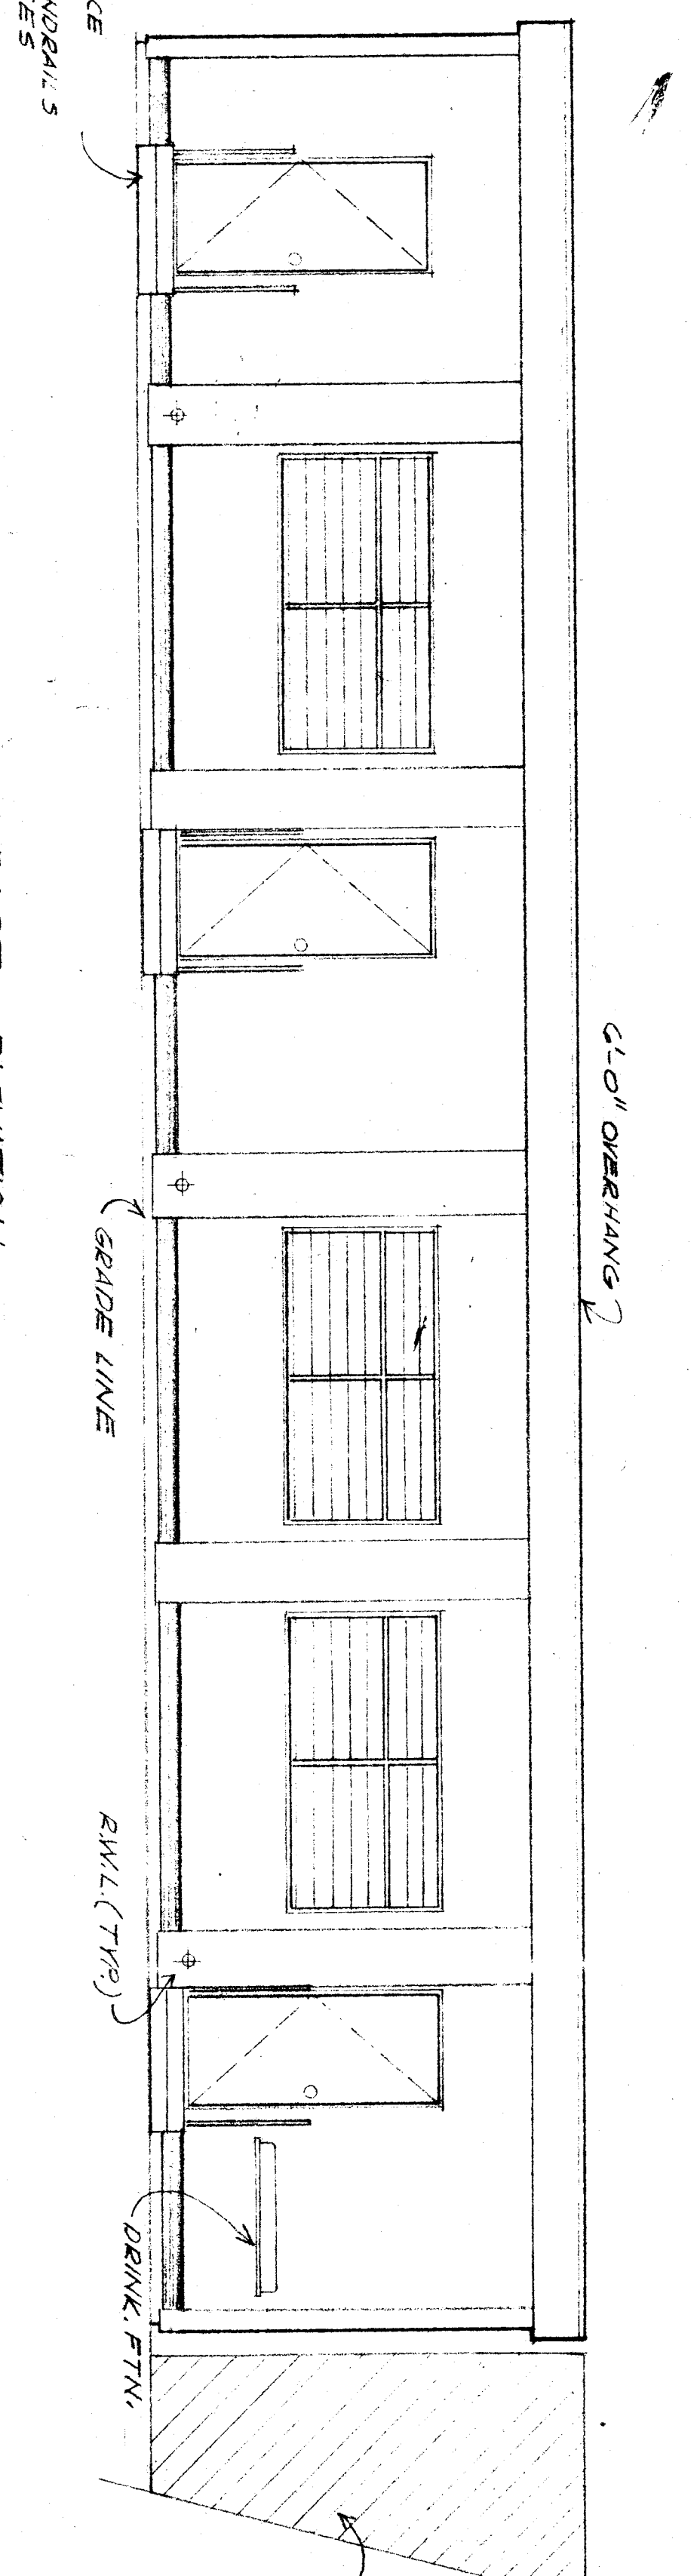 6'-0" OVERHANG
GRADE LINE
R.W.L. (TYP.)
DRINK. FTN.